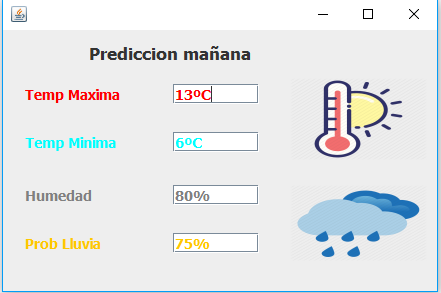 Prediccion mañana
Temp Maxima 13ºC
Temp Minima 6ºC
Humedad 80%
Prob Lluvia 75%